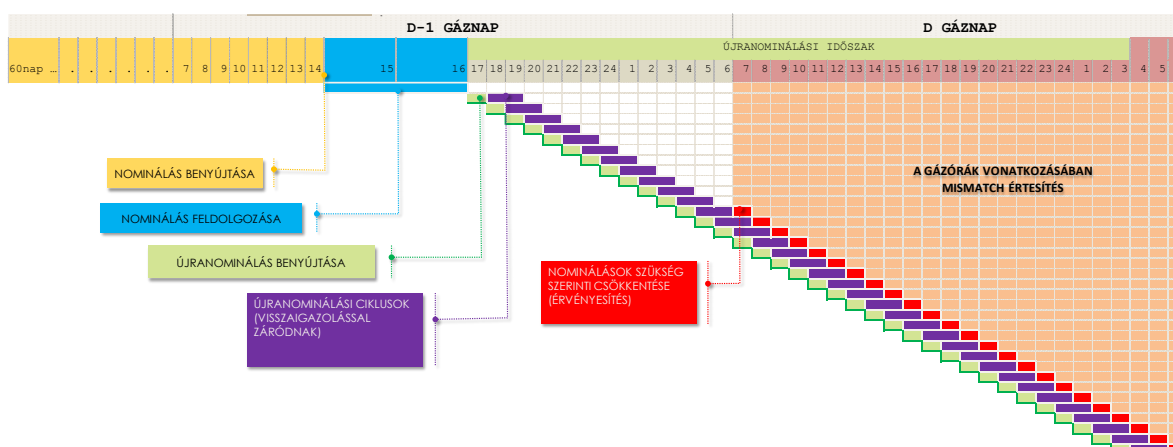 D-1 GÁZNAP D GÁZNAP
ÚJRANOMINÁLÁSI IDŐSZAK
60nap … . . . . . . 7 8 9 10 11 12 13 14 15 16 17 18 19 20 21 22 23 24 1 2 3 4 5 6 7 8 9 10 11 12 13 14 15 16 17 18 19 20 21 22 23 24 1 2 3 4 5
NOMINÁLÁS BENYÚJTÁSA
A GÁZÓRÁK VONATKOZÁSÁBAN
MISMATCH ÉRTESÍTÉS
NOMINÁLÁS FELDOLGOZÁSA
ÚJRANOMINÁLÁS BENYÚJTÁSA
NOMINÁLÁSOK SZÜKSÉG
SZERINTI CSÖKKENTÉSE
(ÉRVÉNYESÍTÉS)
ÚJRANOMINÁLÁSI CIKLUSOK
(VISSZAIGAZOLÁSSAL
ZÁRÓDNAK)